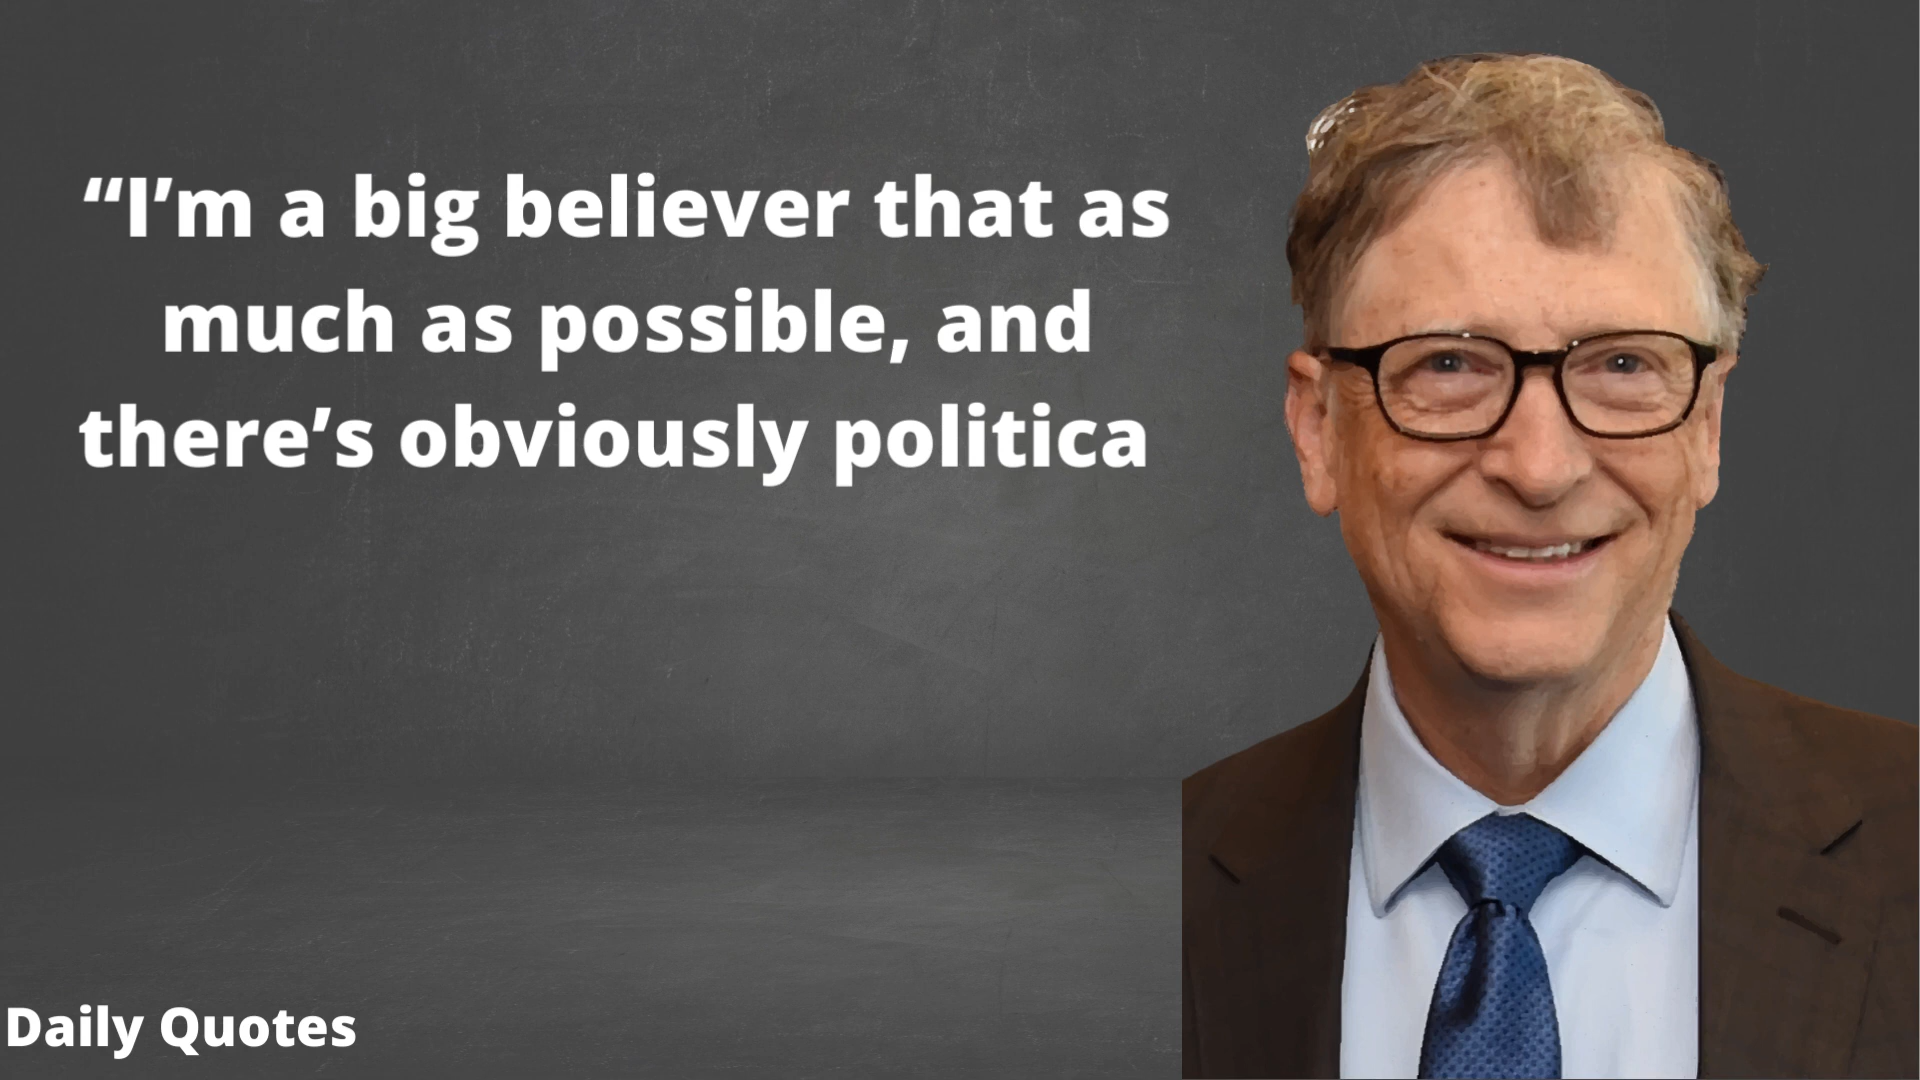 “I’m a big believer that as
much as possible, and
there’s obviously politica
Daily Quotes